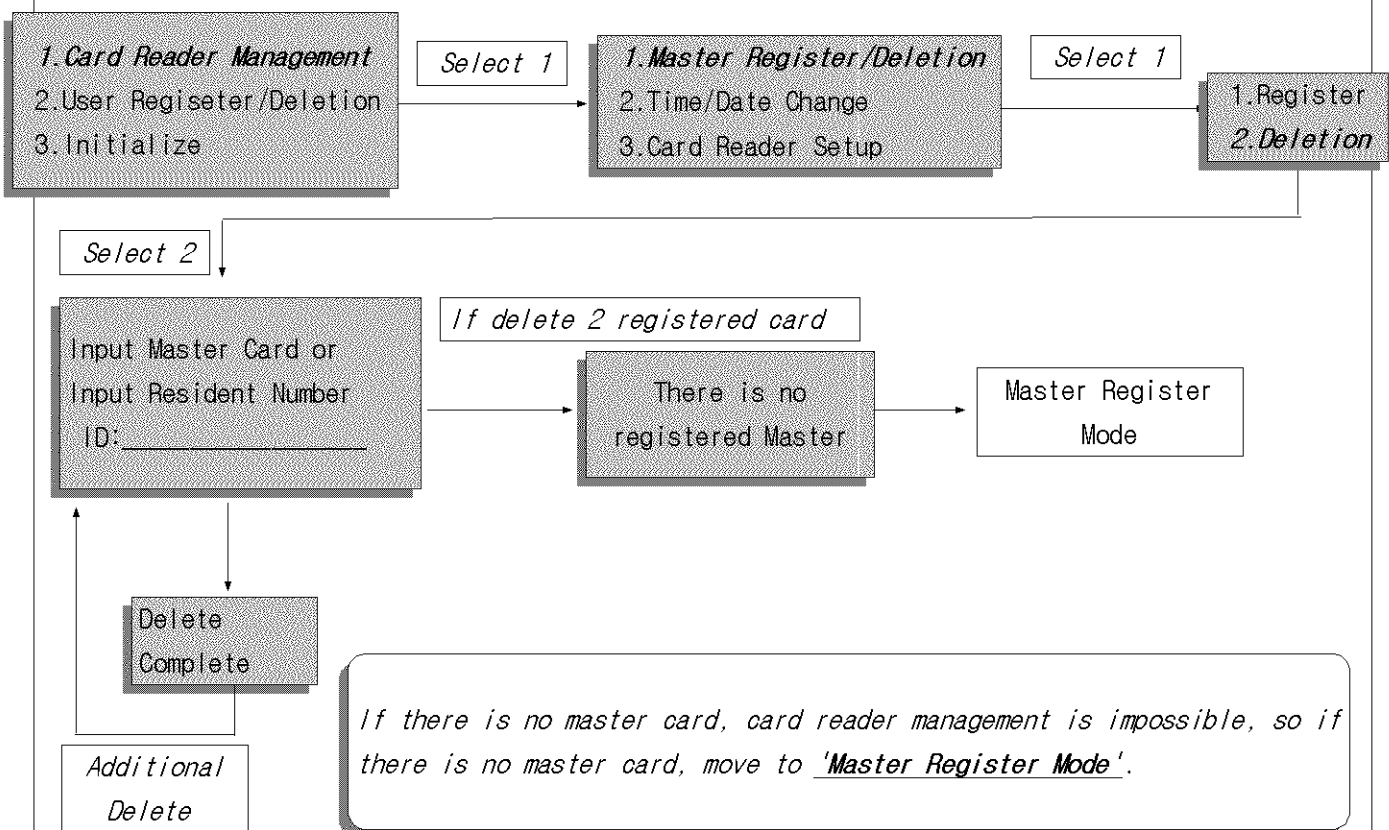 1.Card Reader Management
2.User Regiseter/Deletion
3.Initialize
Select 1
1.Master Register/Deletion
2.Time/Date Change
3.Card Reader Setup
Select 1
1.Register
2.Deletion
Select 2
Input Master Card or
Input Resident Number
ID:
If delete 2 registered card
There is no
registered Master
Master Register
Mode
Delete
Complete
Additional
Delete
If there is no master card, card reader management is impossible, so if
there is no master card, move to 'Master Register Mode'.